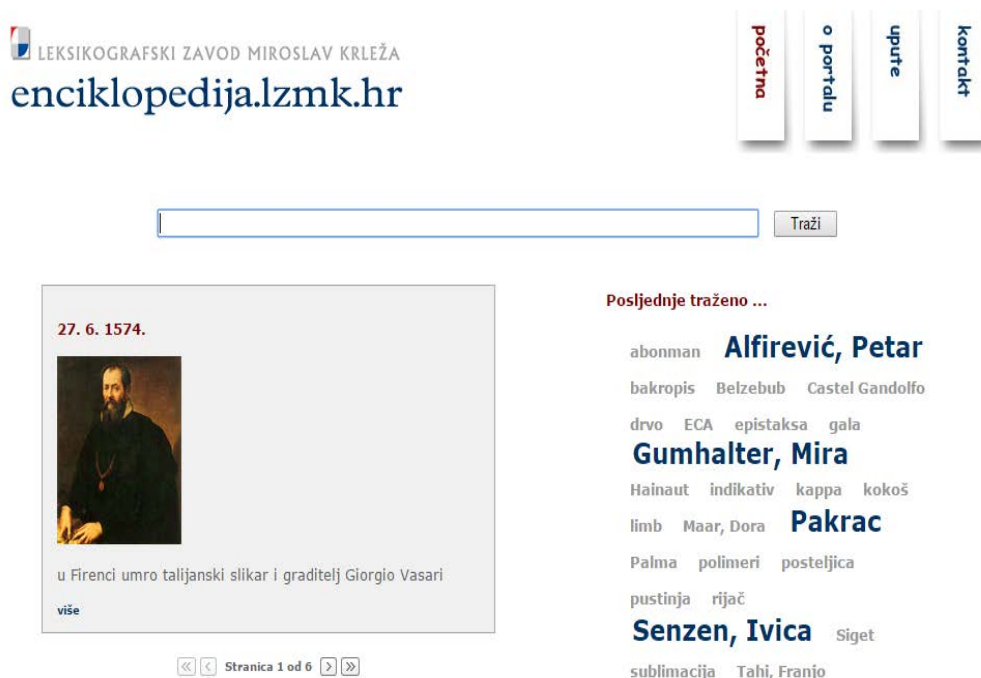 LEKSIKOGRAFSKI ZAVOD MIROSLAV KRLEŽA
enciklopedija.lzmk.hr
početna
o portalu
upute
kontakt
Traži
27. 6. 1574.
u Firenci umro talijanski slikar i graditelj Giorgio Vasari
više
Stranica 1 od 6
Posljednje traženo ...
abonman Alfirević, Petar
bakropis Belzebub Castel Gandolfo
drvo ECA epistaksa gala
Gumhalter, Mira
Hainaut indikativ kappa kokoš
limb Maar, Dora Pakrac
Palma polimeri posteljica
pustinja rijač
Senzen, Ivica Siget
sublimacija Tahi, Franjo